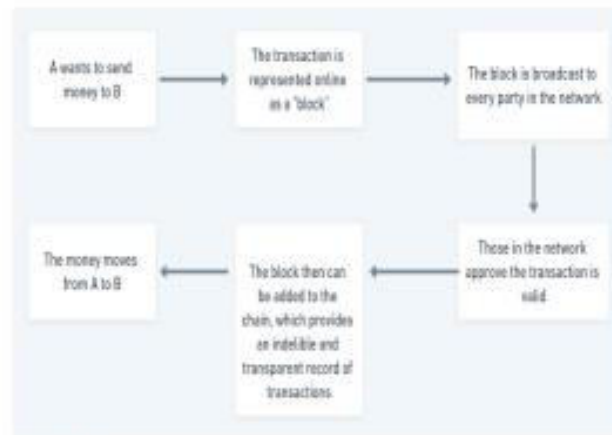 A wants to send
money to B
The transaction is
represented online
as a "block"
The block is broadcast to
every party in the network
Those in the network
approve the transaction is
valid
The block then can
be added to the
chain, which provides
an indelible and
transparent record of
transactions
The money moves
from A to B